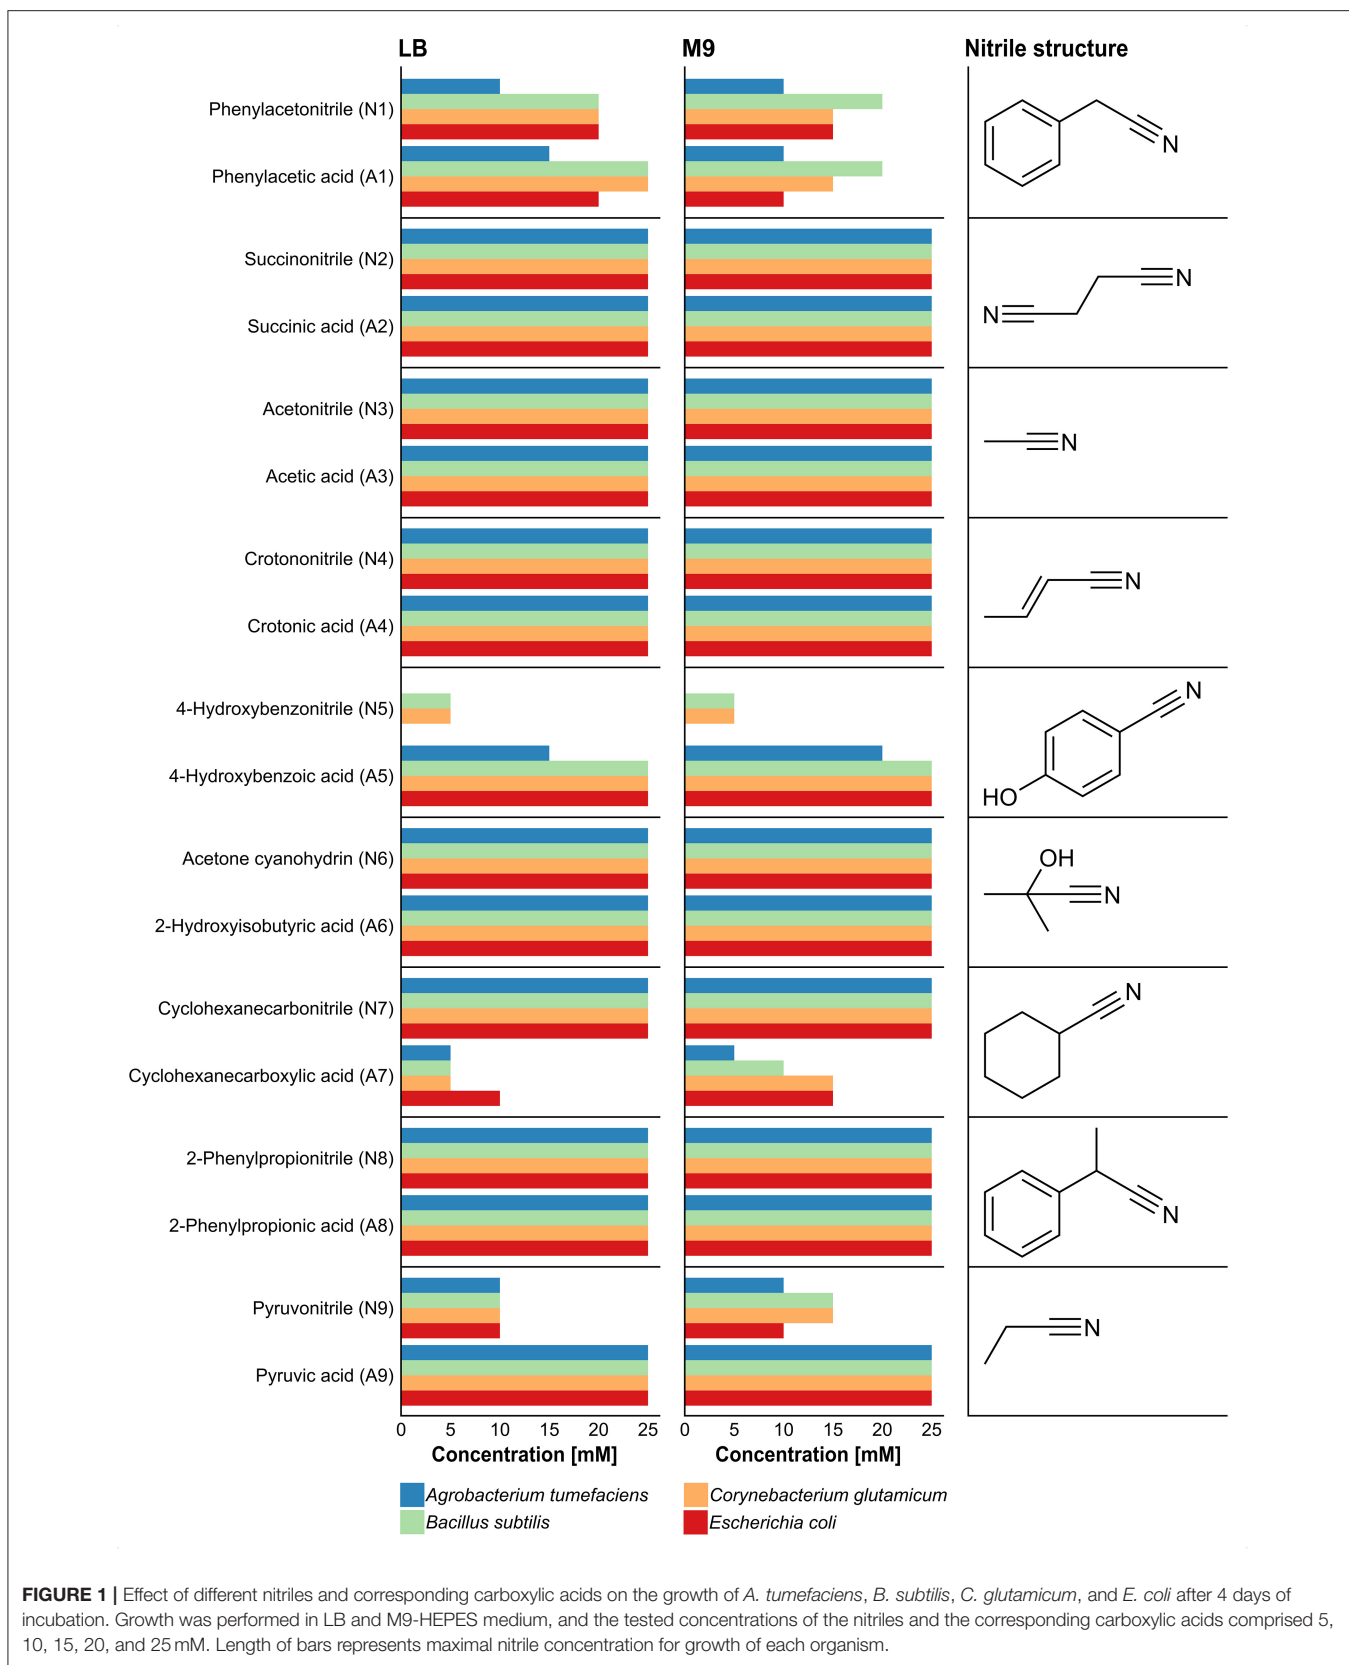 LB M9 Nitrile structure
Phenylacetonitrile (N1)
N
Phenylacetic acid (A1)
Succinonitrile (N2)
N
N
Succinic acid (A2)
Acetonitrile (N3)
N
Acetic acid (A3)
Crotononitrile (N4)
N
Crotonic acid (A4)
N
4-Hydroxybenzonitrile (N5)
4-Hydroxybenzoic acid (A5)
HO
Acetone cyanohydrin (N6)
OH
N
2-Hydroxyisobutyric acid (A6)
N
Cyclohexanecarbonitrile (N7)
Cyclohexanecarboxylic acid (A7)
2-Phenylpropionitrile (N8)
N
2-Phenylpropionic acid (A8)
Pyruvonitrile (N9)
N
Pyruvic acid (A9)
0 5 10 15 20 25 0 5 10 15 20 25
Concentration [mM] Concentration [mM]
Agrobacterium tumefaciens Corynebacterium glutamicum
Bacillus subtilis Escherichia coli
FIGURE 1 | Effect of different nitriles and corresponding carboxylic acids on the growth of A. tumefaciens, B. subtilis, C. glutamicum, and E. coli after 4 days of
incubation. Growth was performed in LB and M9-HEPES medium, and the tested concentrations of the nitriles and the corresponding carboxylic acids comprised 5,
10, 15, 20, and 25 mM. Length of bars represents maximal nitrile concentration for growth of each organism.